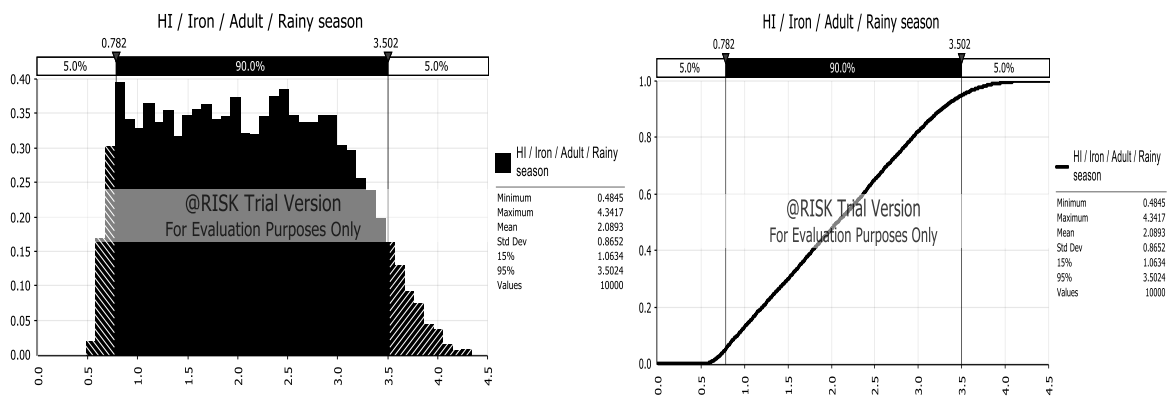 HI / Iron / Adult / Rainy season
0.782
3.502
5.0%
90.0%
5.0%
0.40
0.35
0.30
0.25
0.20
0.15
0.10
0.05
0.00
0.0
0.5
1.0
1.5
2.0
2.5
3.0
3.5
4.0
4.5
@RISK Trial Version
For Evaluation Purposes Only
HI / Iron / Adult / Rainy
season
Minimum 0.4845
Maximum 4.3417
Mean 2.0893
Std Dev 0.8652
15% 1.0634
95% 3.5024
Values 10000
HI / Iron / Adult / Rainy season
0.782
3.502
5.0%
90.0%
5.0%
1.0
0.8
0.6
0.4
0.2
0.0
0.0
0.5
1.0
1.5
2.0
2.5
3.0
3.5
4.0
4.5
@RISK Trial Version
For Evaluation Purposes Only
HI / Iron / Adult / Rainy
season
Minimum 0.4845
Maximum 4.3417
Mean 2.0893
Std Dev 0.8652
15% 1.0634
95% 3.5024
Values 10000